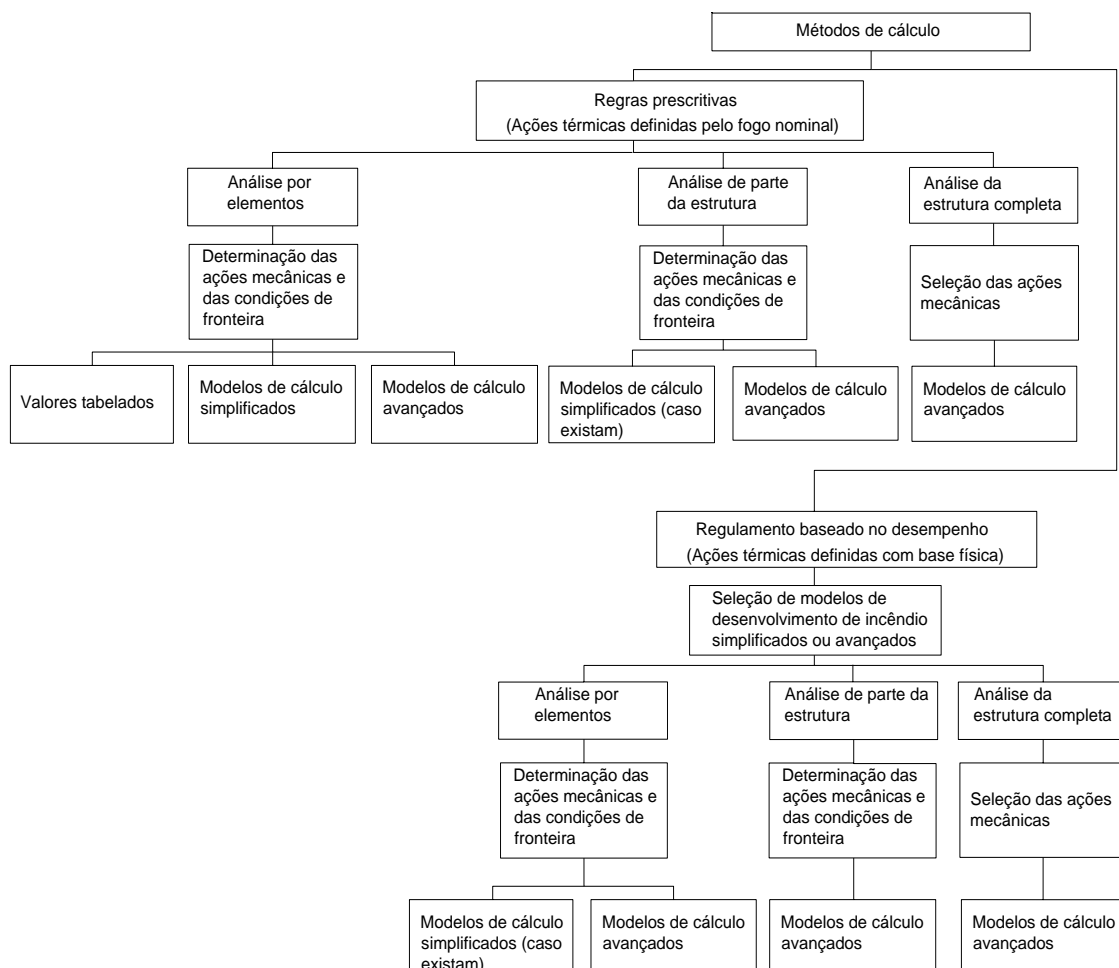 Métodos de cálculo
Regras prescritivas
(Ações térmicas definidas pelo fogo nominal)
Análise por
elementos
Análise de parte
da estrutura
Análise da
estrutura completa
Determinação das
ações mecânicas e
das condições de
fronteira
Determinação das
ações mecânicas e
das condições de
fronteira
Seleção das ações
mecânicas
Valores tabelados
Modelos de cálculo
simplificados
Modelos de cálculo
avançados
Modelos de cálculo
simplificados (caso
existam)
Modelos de cálculo
avançados
Modelos de cálculo
avançados
Regulamento baseado no desempenho
(Ações térmicas definidas com base física)
Seleção de modelos de
desenvolvimento de incêndio
simplificados ou avançados
Análise por
elementos
Análise de parte da
estrutura
Análise da
estrutura completa
Determinação das
ações mecânicas e
das condições de
fronteira
Determinação das
ações mecânicas e
das condições de
fronteira
Seleção das ações
mecânicas
Modelos de cálculo
simplificados (caso
existam)
Modelos de cálculo
avançados
Modelos de cálculo
avançados
Modelos de cálculo
avançados